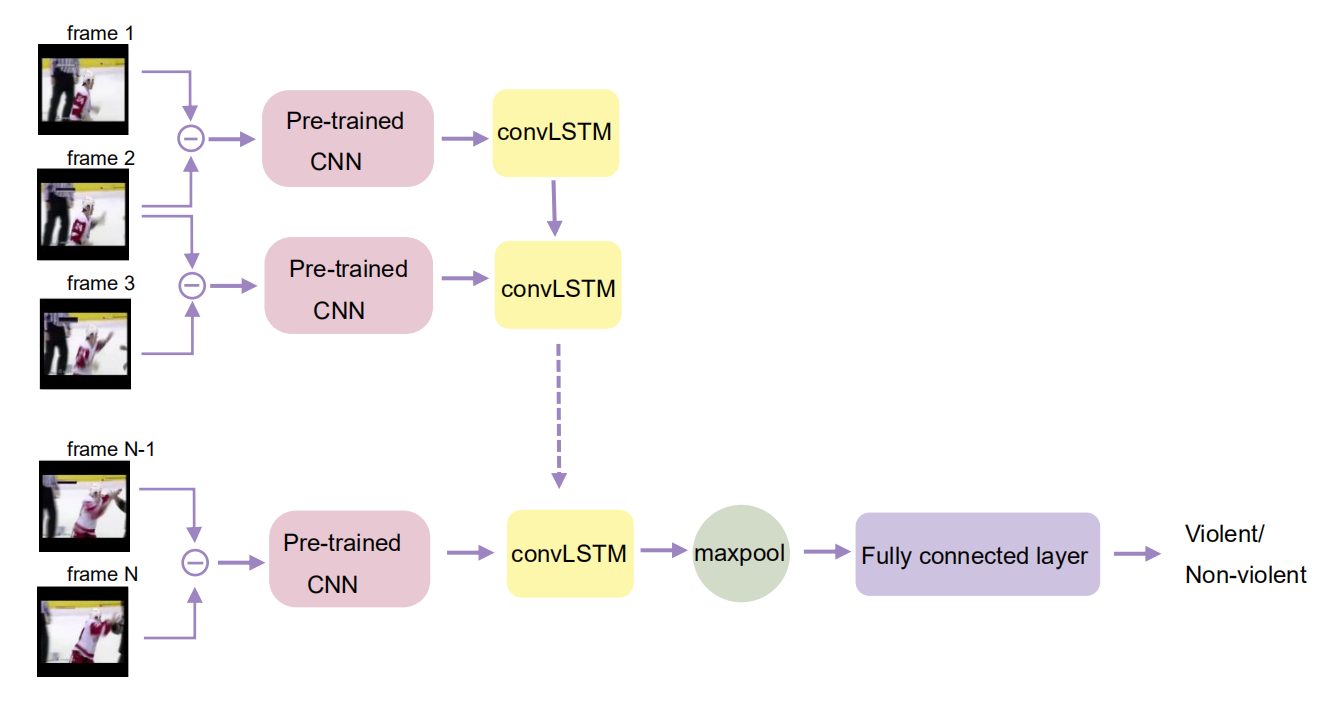 frame 1
frame 2
frame 3
frame N-1
frame N
Pre-trained
CNN
convLSTM
Pre-trained
CNN
convLSTM
Pre-trained
CNN
convLSTM
maxpool
Fully connected layer
Violent/
Non-violent